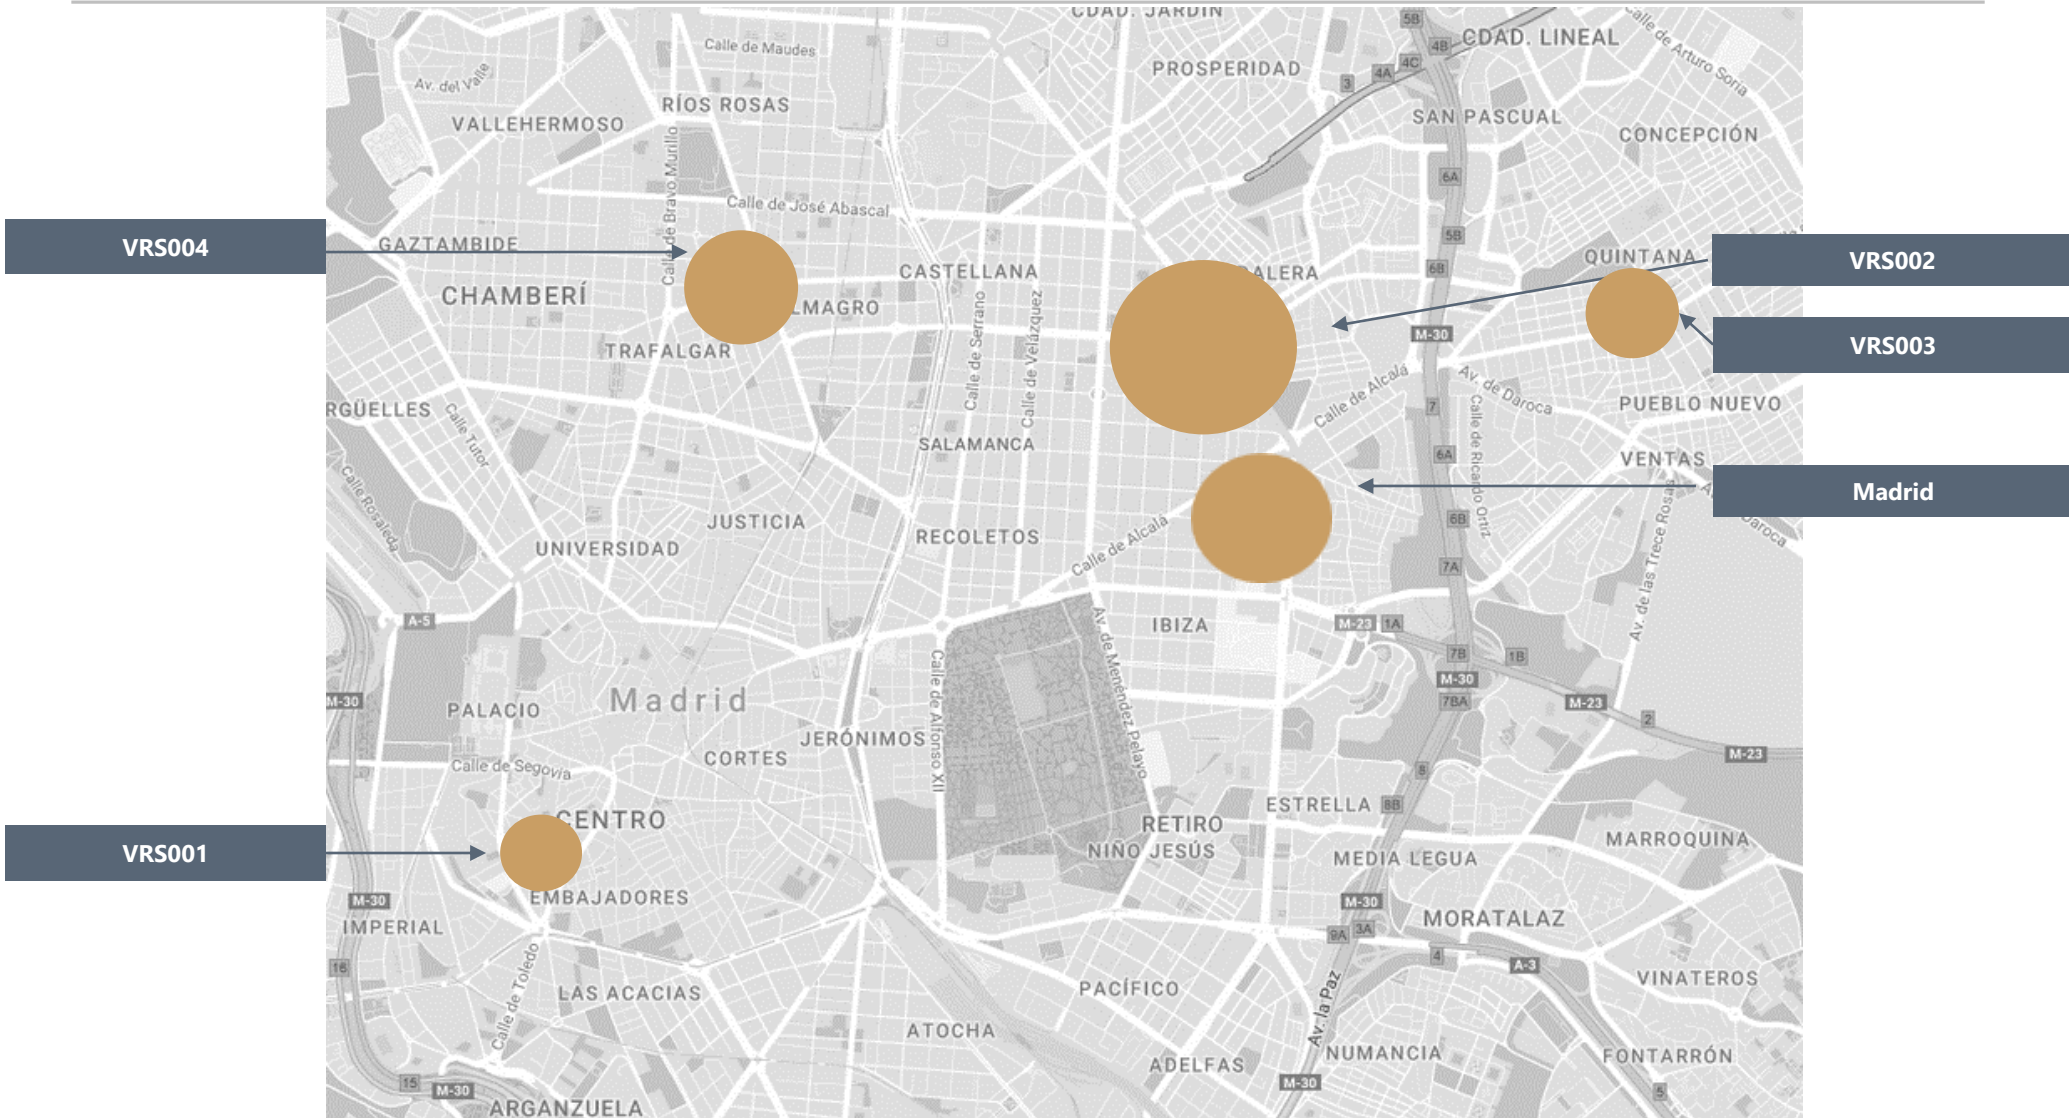 CDAD. JARDÍN
5B
Calle de Arturo Soria
CDAD. LINEAL
4B
Calle de Maudes
4C
PROSPERIDAD
4A
3
Av. del Valle
RÍOS ROSAS
SAN PASCUAL
VALLEHERMOSO
CONCEPCIÓN
Calle de Bravo Murillo
6A
Calle de José Abascal
5B
VRS004
GAZTAMBIDE
QUINTANA
VRS002
CASTELLANA
DALERA
6B
CHAMBERÍ
LMAGRO
Calle de Serrano
Calle de Velázquez
M-30
VRS003
TRAFALGAR
Calle de Alcalá
Av. de Daroca
RGÜELLES
Calle Tutor
7
Calle de Ricardo Ortiz
PUEBLO NUEVO
SALAMANCA
6A
VENTAS
Madrid
Calle Rosaleda
JUSTICIA
6B
Av. de las Trece Rosas
Daroca
RECOLETOS
Calle de Alcalá
UNIVERSIDAD
7A
A-5
IBIZA
M-23
1A
Av. de Menéndez Pelayo
Calle de Alfonso XII
7B
1B
M-30
M-30
Madrid
7BA
M-23
PALACIO
2
JERÓNIMOS
CORTES
M-23
Calle de Segovia
8
ESTRELLA
8B
CENTRO
RETIRO
MARROQUINA
VRS001
NIÑO JESÚS
MEDIA LEGUA
EMBAJADORES
M-30
M-30
IMPERIAL
MORATALAZ
9A
3A
4
16
A-3
Calle de Toledo
VINATEROS
LAS ACACIAS
PACÍFICO
Av. la Paz
ATOCHA
ADELFAS
NUMANCIA
FONTARRÓN
15
M-30
M-30
5
ARGANZUELA